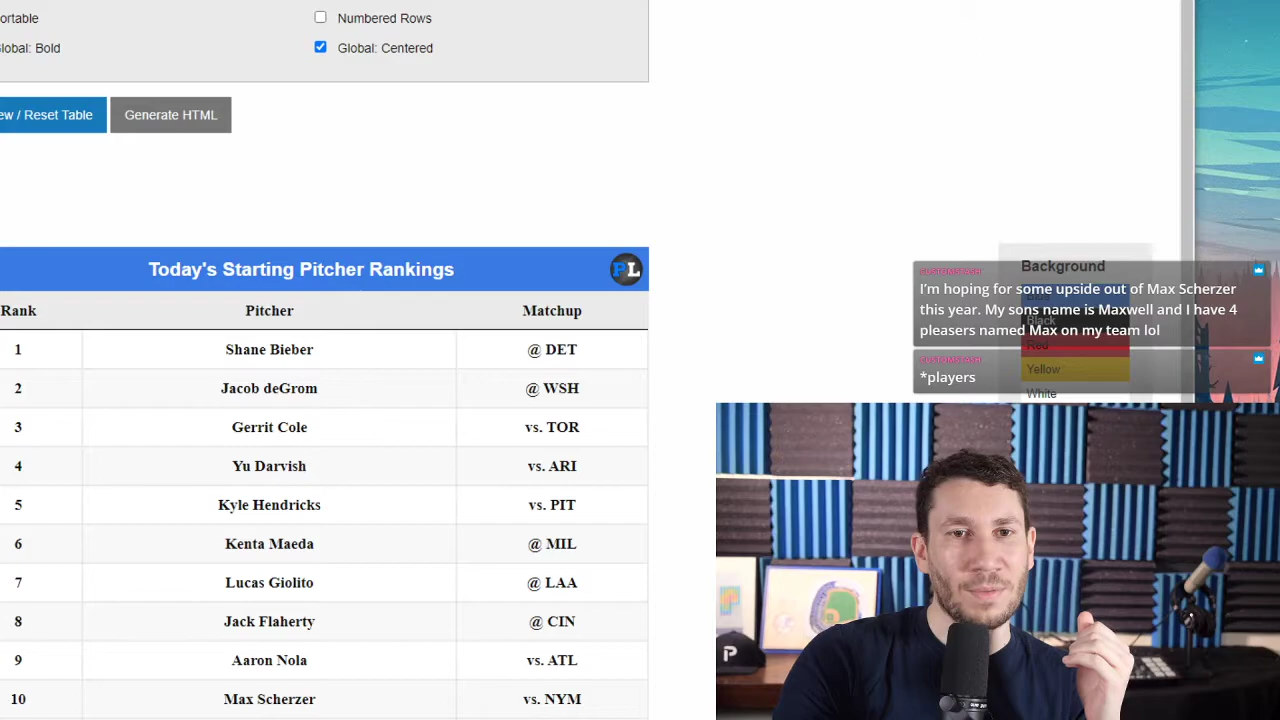 ortable
Numbered Rows
lobal: Bold
Global: Centered
ew / Reset Table
Generate HTML
Today's Starting Pitcher Rankings
PL
Rank Pitcher Matchup
1 Shane Bieber @ DET
2 Jacob deGrom @ WSH
3 Gerrit Cole vs. TOR
4 Yu Darvish vs. ARI
5 Kyle Hendricks vs. PIT
6 Kenta Maeda @ MIL
7 Lucas Giolito @ LAA
8 Jack Flaherty @ CIN
9 Aaron Nola vs. ATL
10 Max Scherzer vs. NYM
Background
Blue
Black
Red
Yellow
White
I'm hoping for some upside out of Max Scherzer
this year. My sons name is Maxwell and I have 4
pleasers named Max on my team lol
*players
P